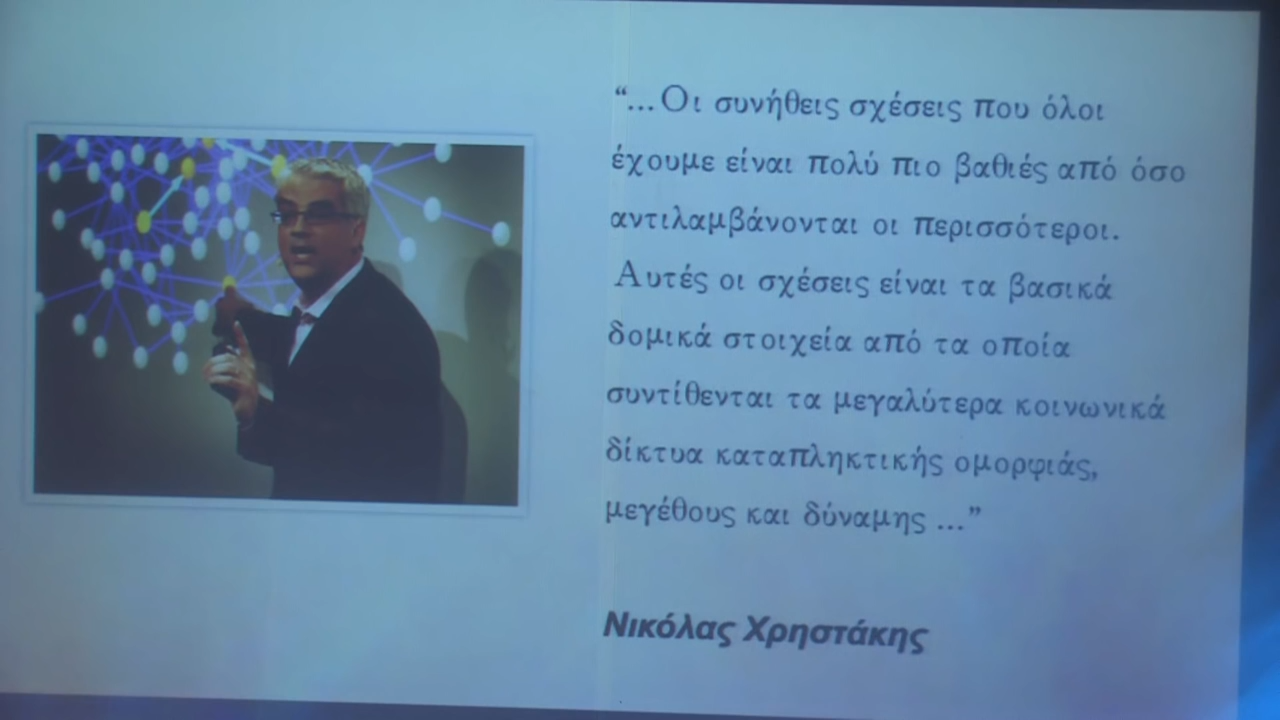 “...Οι συνήθεις σχέσεις που όλοι
έχουμε είναι πολύ πιο βαθιές από όσο
αντιλαμβάνονται οι περισσότεροι.
Αυτές οι σχέσεις είναι τα βασικά
δομικά στοιχεία από τα οποία
συντίθενται τα μεγαλύτερα κοινωνικά
δίκτυα καταπληκτικής ομορφιάς,
μεγέθους και δύναμης ...”
Νικόλας Χρηστάκης